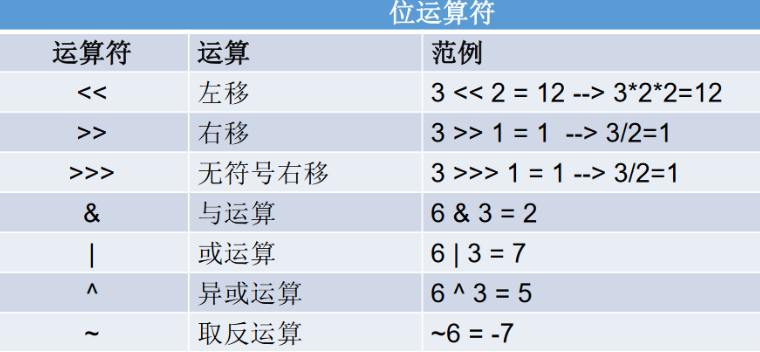 位运算符
运算符 运算 范例
<< 左移 3 << 2 = 12 --> 3*2*2=12
>> 右移 3 >> 1 = 1 --> 3/2=1
>>> 无符号右移 3 >>> 1 = 1 --> 3/2=1
& 与运算 6 & 3 = 2
| 或运算 6 | 3 = 7
^ 异或运算 6 ^ 3 = 5
~ 取反运算 ~6 = -7